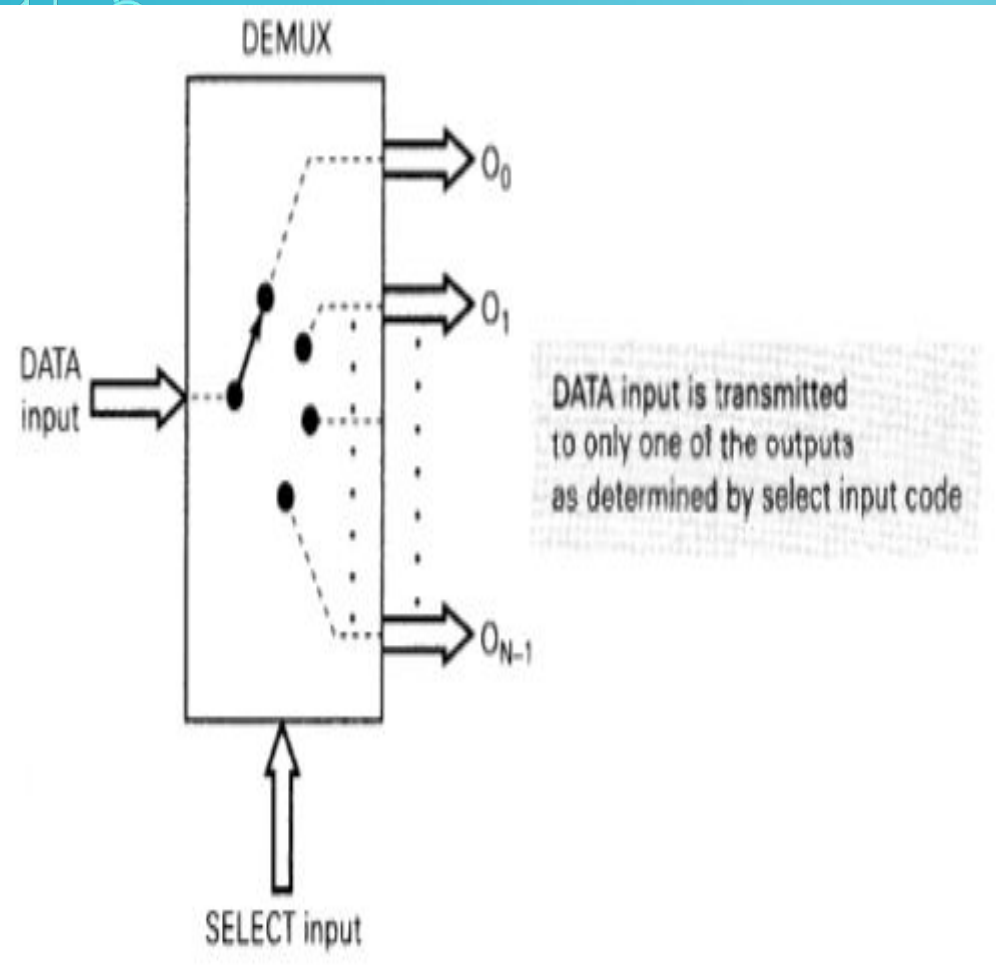 DEMUX
O0
O1
DATA
input
DATA input is transmitted
to only one of the outputs
as determined by select input code
ON–1
SELECT input